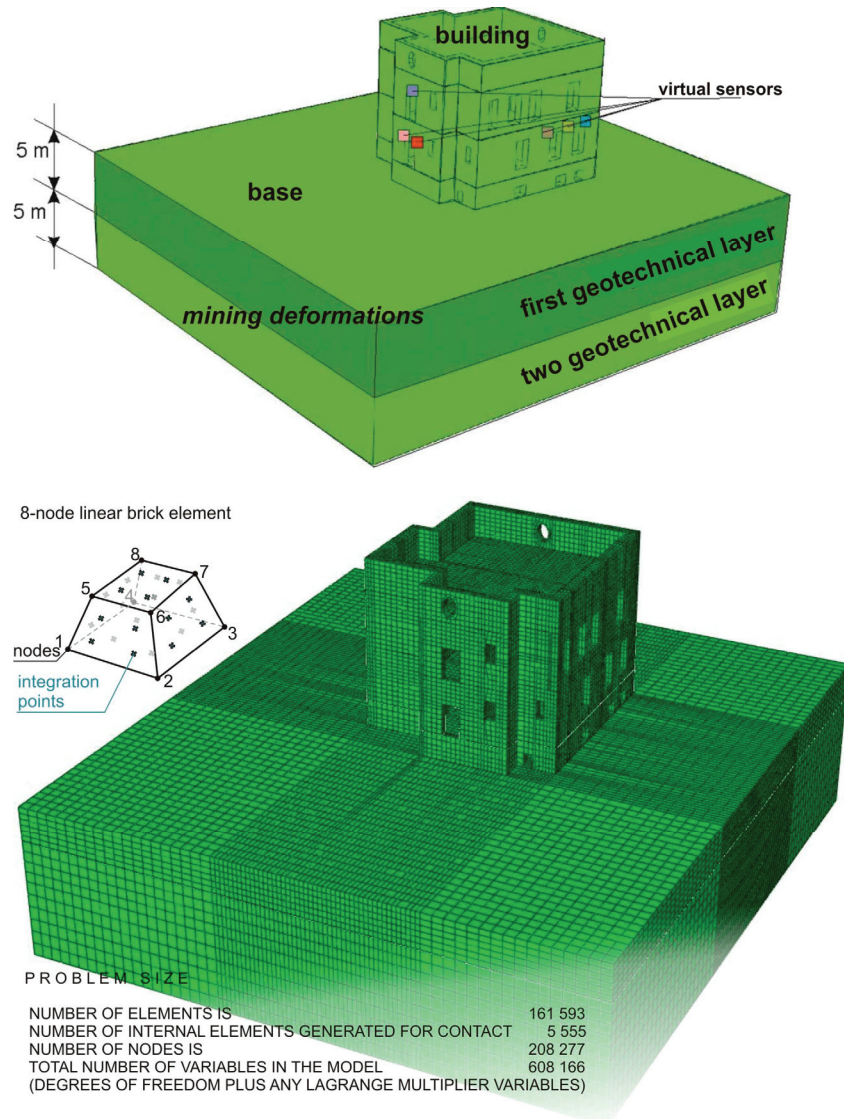 building
virtual sensors
5 m
base
5 m
first geotechnical layer
mining deformations
two geotechnical layer
8-node linear brick element
8
7
5
4
6
3
1
nodes
2
integration
points
PROBLEM SIZE
NUMBER OF ELEMENTS IS 161 593
NUMBER OF INTERNAL ELEMENTS GENERATED FOR CONTACT 5 555
NUMBER OF NODES IS 208 277
TOTAL NUMBER OF VARIABLES IN THE MODEL 608 166
(DEGREES OF FREEDOM PLUS ANY LAGRANGE MULTIPLIER VARIABLES)